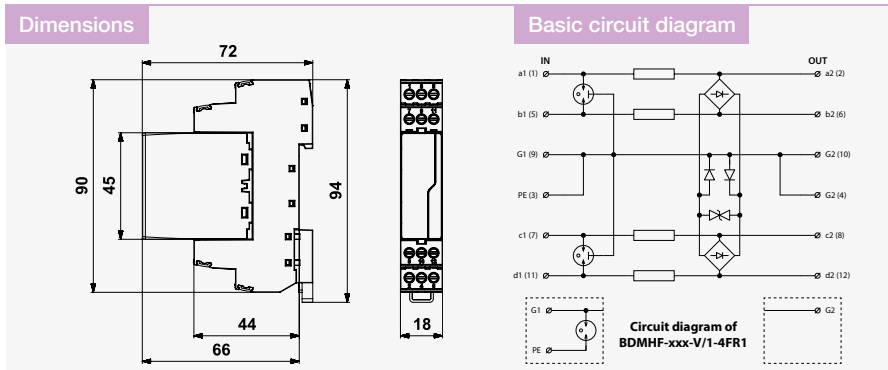 Dimensions
Basic circuit diagram
72
90
45
94
44
66
18
IN
OUT
a1 (1)
a2 (2)
b1 (5)
b2 (6)
G1 (9)
G2 (10)
PE (3)
G2 (4)
c1 (7)
c2 (8)
d1 (11)
d2 (12)
G1
PE
Circuit diagram of
BDMHF-xxx-V/1-4FR1
G2